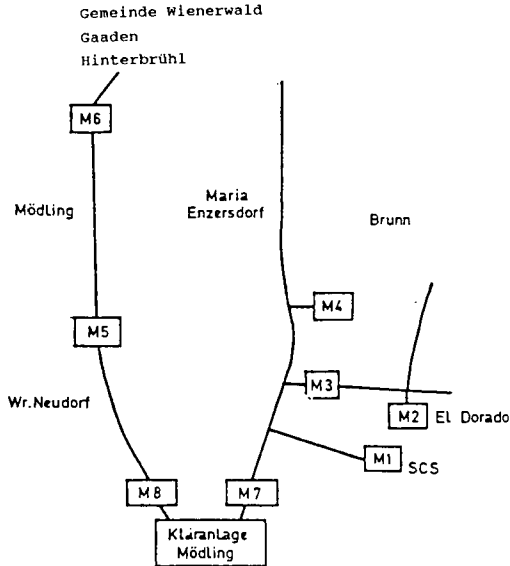 Gemeinde Wienerwald
Gaaden
Hinterbrühl
M6
Mödling
Maria
Enzersdorf
Brunn
M4
M5
M3
Wr.Neudorf
M2 El Dorado
M1 SCS
M8
M7
Kläranlage
Mödling